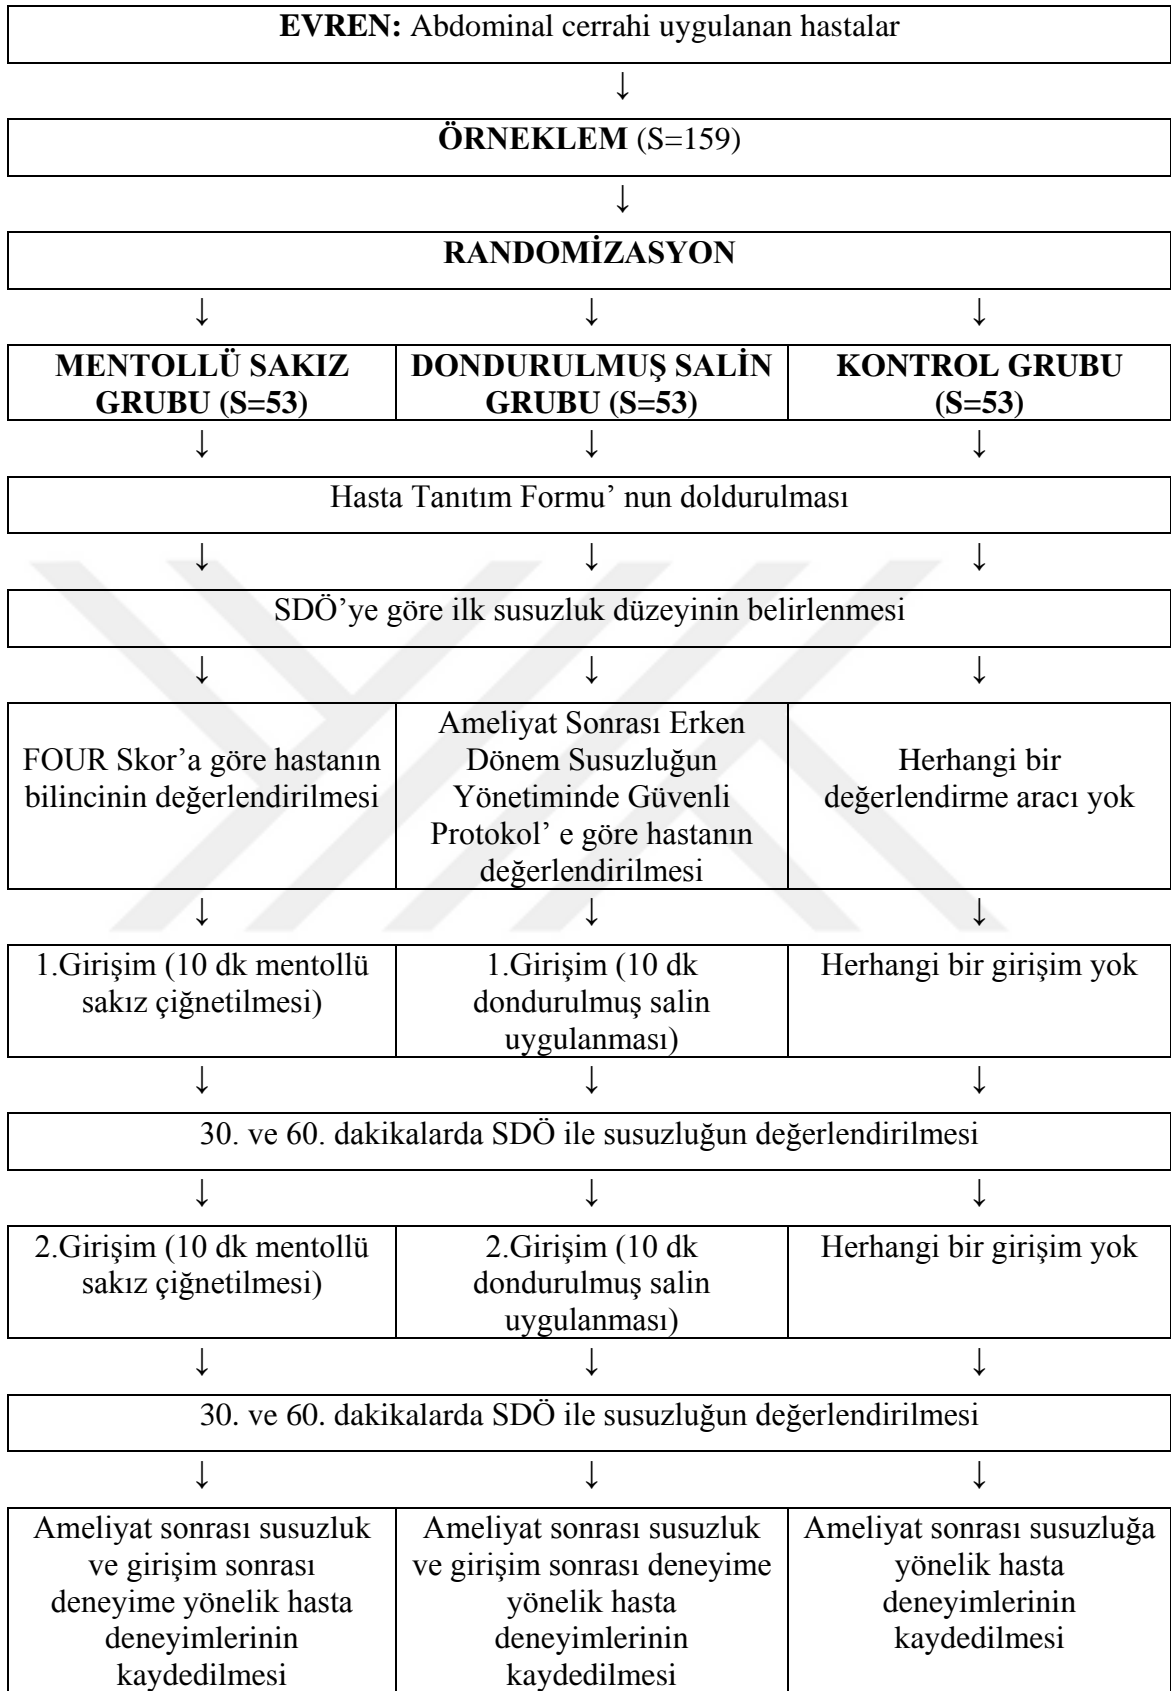 EVREN: Abdominal cerrahi uygulanan hastalar
↓
ÖRNEKLEM (S=159)
↓
RANDOMİZASYON
↓ ↓ ↓
MENTOLLÜ SAKIZ
GRUBU (S=53)
DONDURULMUŞ SALİN
GRUBU (S=53)
KONTROL GRUBU
(S=53)
↓ ↓ ↓
Hasta Tanıtım Formu’ nun doldurulması
↓ ↓ ↓
SDÖ’ye göre ilk susuzluk düzeyinin belirlenmesi
↓ ↓ ↓
FOUR Skor’a göre hastanın
bilincinin değerlendirilmesi
Ameliyat Sonrası Erken
Dönem Susuzluğun
Yönetiminde Güvenli
Protokol’ e göre hastanın
değerlendirilmesi
Herhangi bir
değerlendirme aracı yok
↓ ↓ ↓
1.Girişim (10 dk mentollü
sakız çiğnetilmesi)
1.Girişim (10 dk
dondurulmuş salin
uygulanması)
Herhangi bir girişim yok
↓ ↓ ↓
30. ve 60. dakikalarda SDÖ ile susuzluğun değerlendirilmesi
↓ ↓ ↓
2.Girişim (10 dk mentollü
sakız çiğnetilmesi)
2.Girişim (10 dk
dondurulmuş salin
uygulanması)
Herhangi bir girişim yok
↓ ↓ ↓
30. ve 60. dakikalarda SDÖ ile susuzluğun değerlendirilmesi
↓ ↓ ↓
Ameliyat sonrası susuzluk
ve girişim sonrası
deneyime yönelik hasta
deneyimlerinin
kaydedilmesi
Ameliyat sonrası susuzluk
ve girişim sonrası deneyime
yönelik hasta
deneyimlerinin
kaydedilmesi
Ameliyat sonrası susuzluğa
yönelik hasta
deneyimlerinin
kaydedilmesi